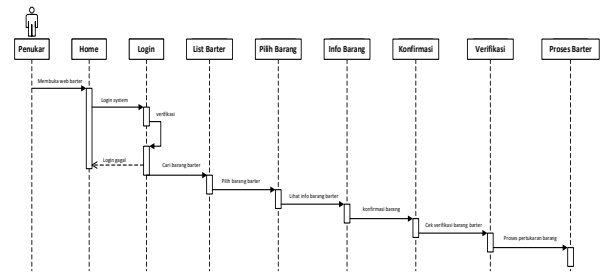 Penukar
Home
Login
List Barter
Pilih Barang
Info Barang
Konfirmasi
Verifikasi
Proses Barter
Membuka web barter
Login system
verifikasi
Login gagal
Cari barang barter
Pilih barang barter
Lihat info barang barter
konfirmasi barang
Cek verifikasi barang barter
Proses pertukaran barang